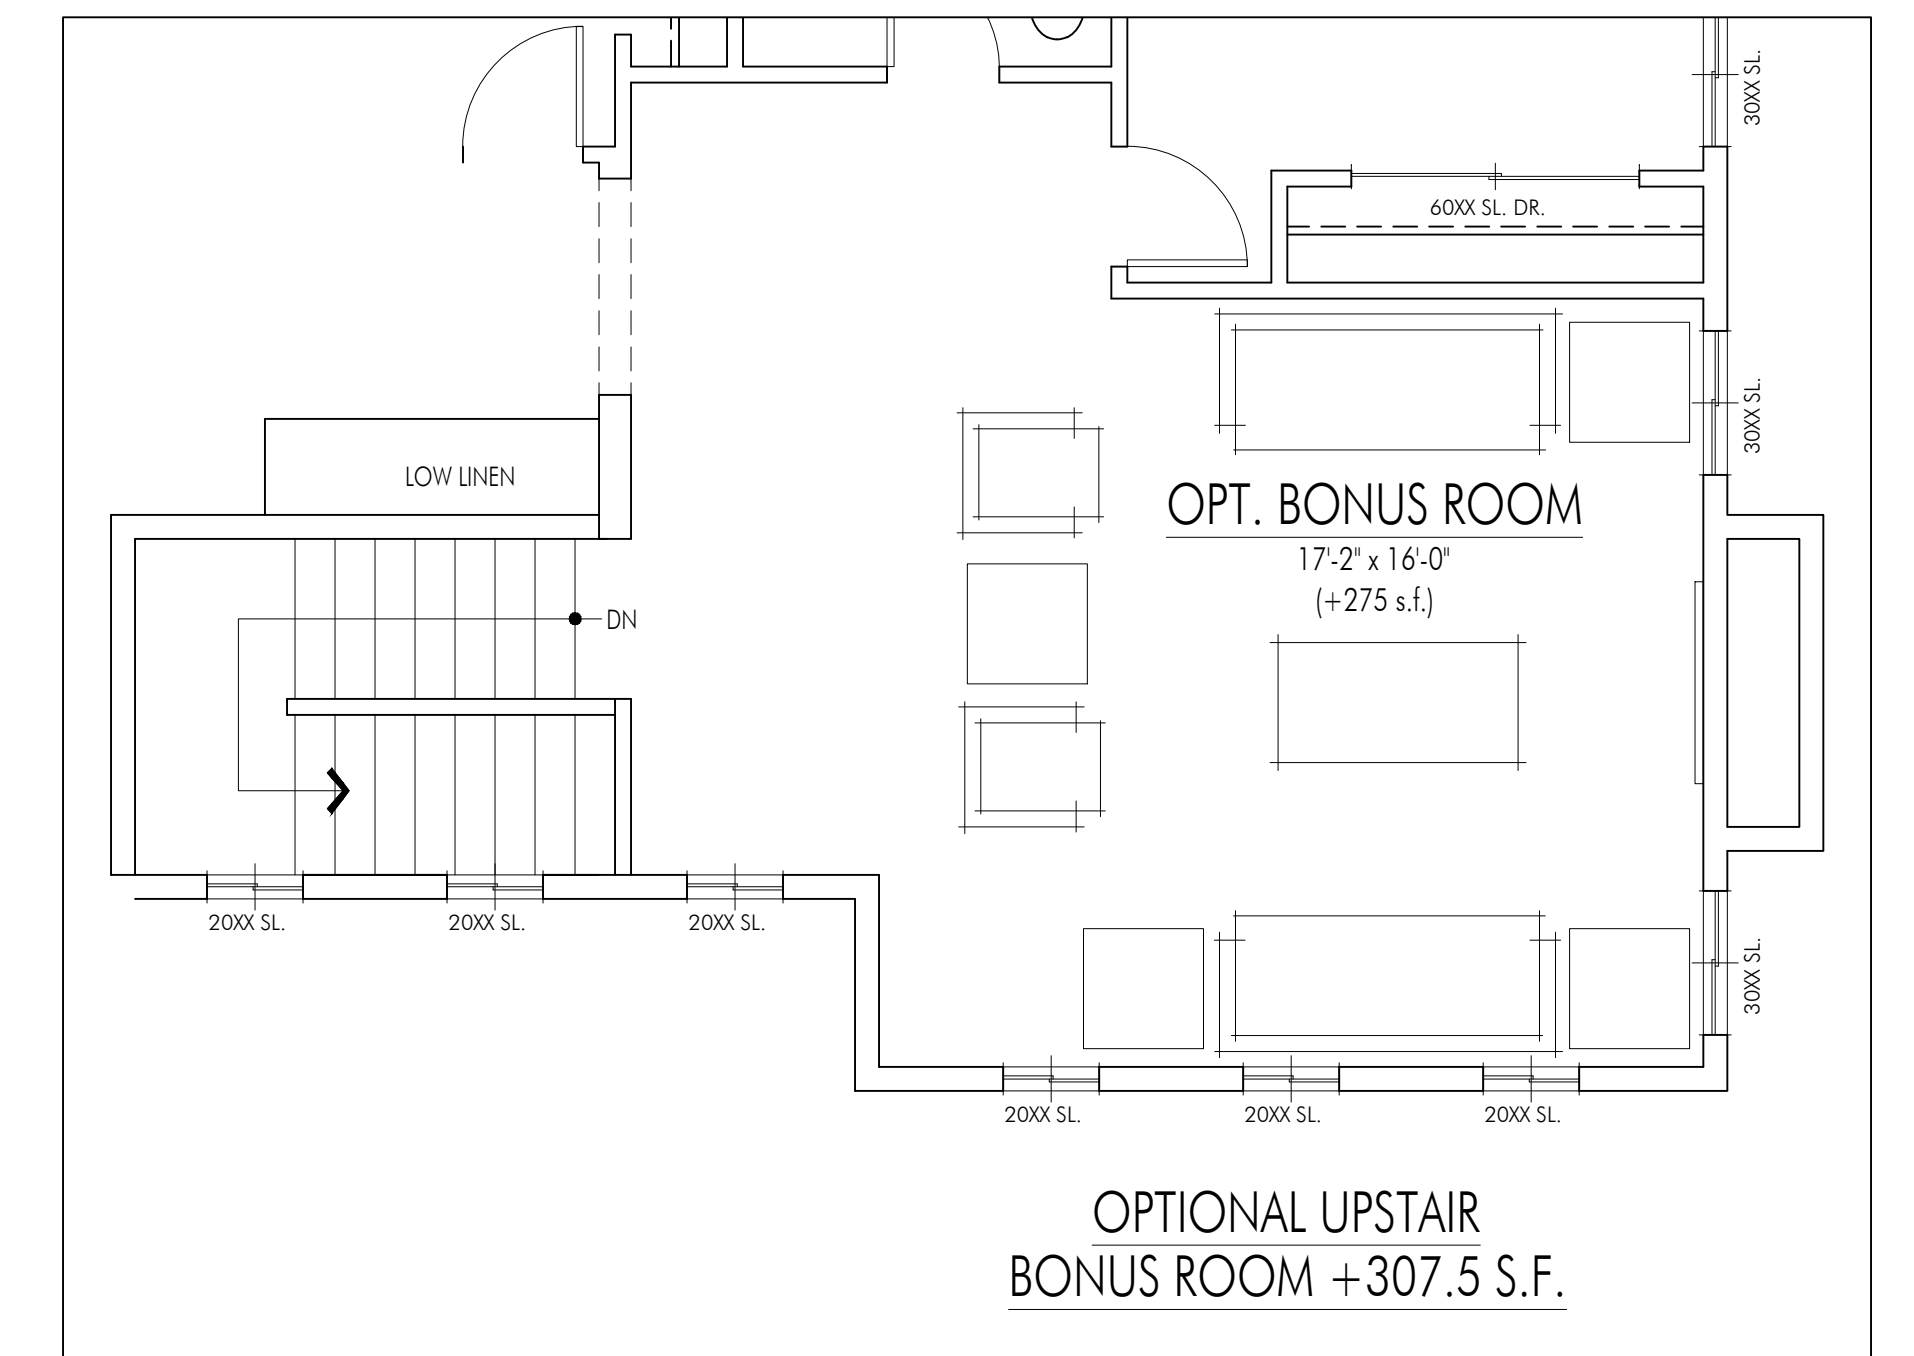 30XX SL.
60XX SL. DR.
30XX SL.
LOW LINEN
OPT. BONUS ROOM
17'-2" x 16'-0"
(+275 s.f.)
DN
20XX SL.
20XX SL.
20XX SL.
30XX SL.
20XX SL.
20XX SL.
20XX SL.
OPTIONAL UPSTAIR
BONUS ROOM +307.5 S.F.